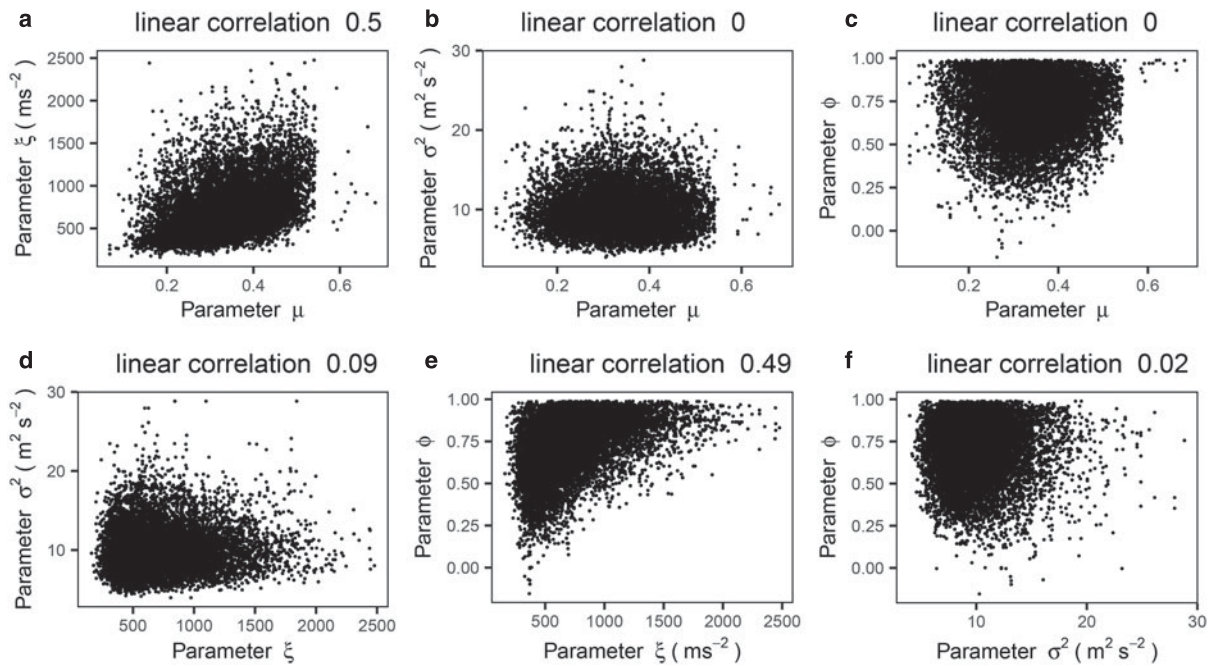 a linear correlation 0.5
Parameter ξ ( ms⁻²)
2500
2000
1500
1000
500
0.2 0.4 0.6
Parameter μ
b linear correlation 0
Parameter σ² ( m² s⁻²)
30
20
10
0.2 0.4 0.6
Parameter μ
c linear correlation 0
Parameter ϕ
1.00
0.75
0.50
0.25
0.00
0.2 0.4 0.6
Parameter μ
d linear correlation 0.09
Parameter σ² ( m² s⁻²)
30
20
10
500 1000 1500 2000 2500
Parameter ξ
e linear correlation 0.49
Parameter ϕ
1.00
0.75
0.50
0.25
0.00
500 1000 1500 2000 2500
Parameter ξ ( ms⁻²)
f linear correlation 0.02
Parameter ϕ
1.00
0.75
0.50
0.25
0.00
10 20 30
Parameter σ² ( m² s⁻²)